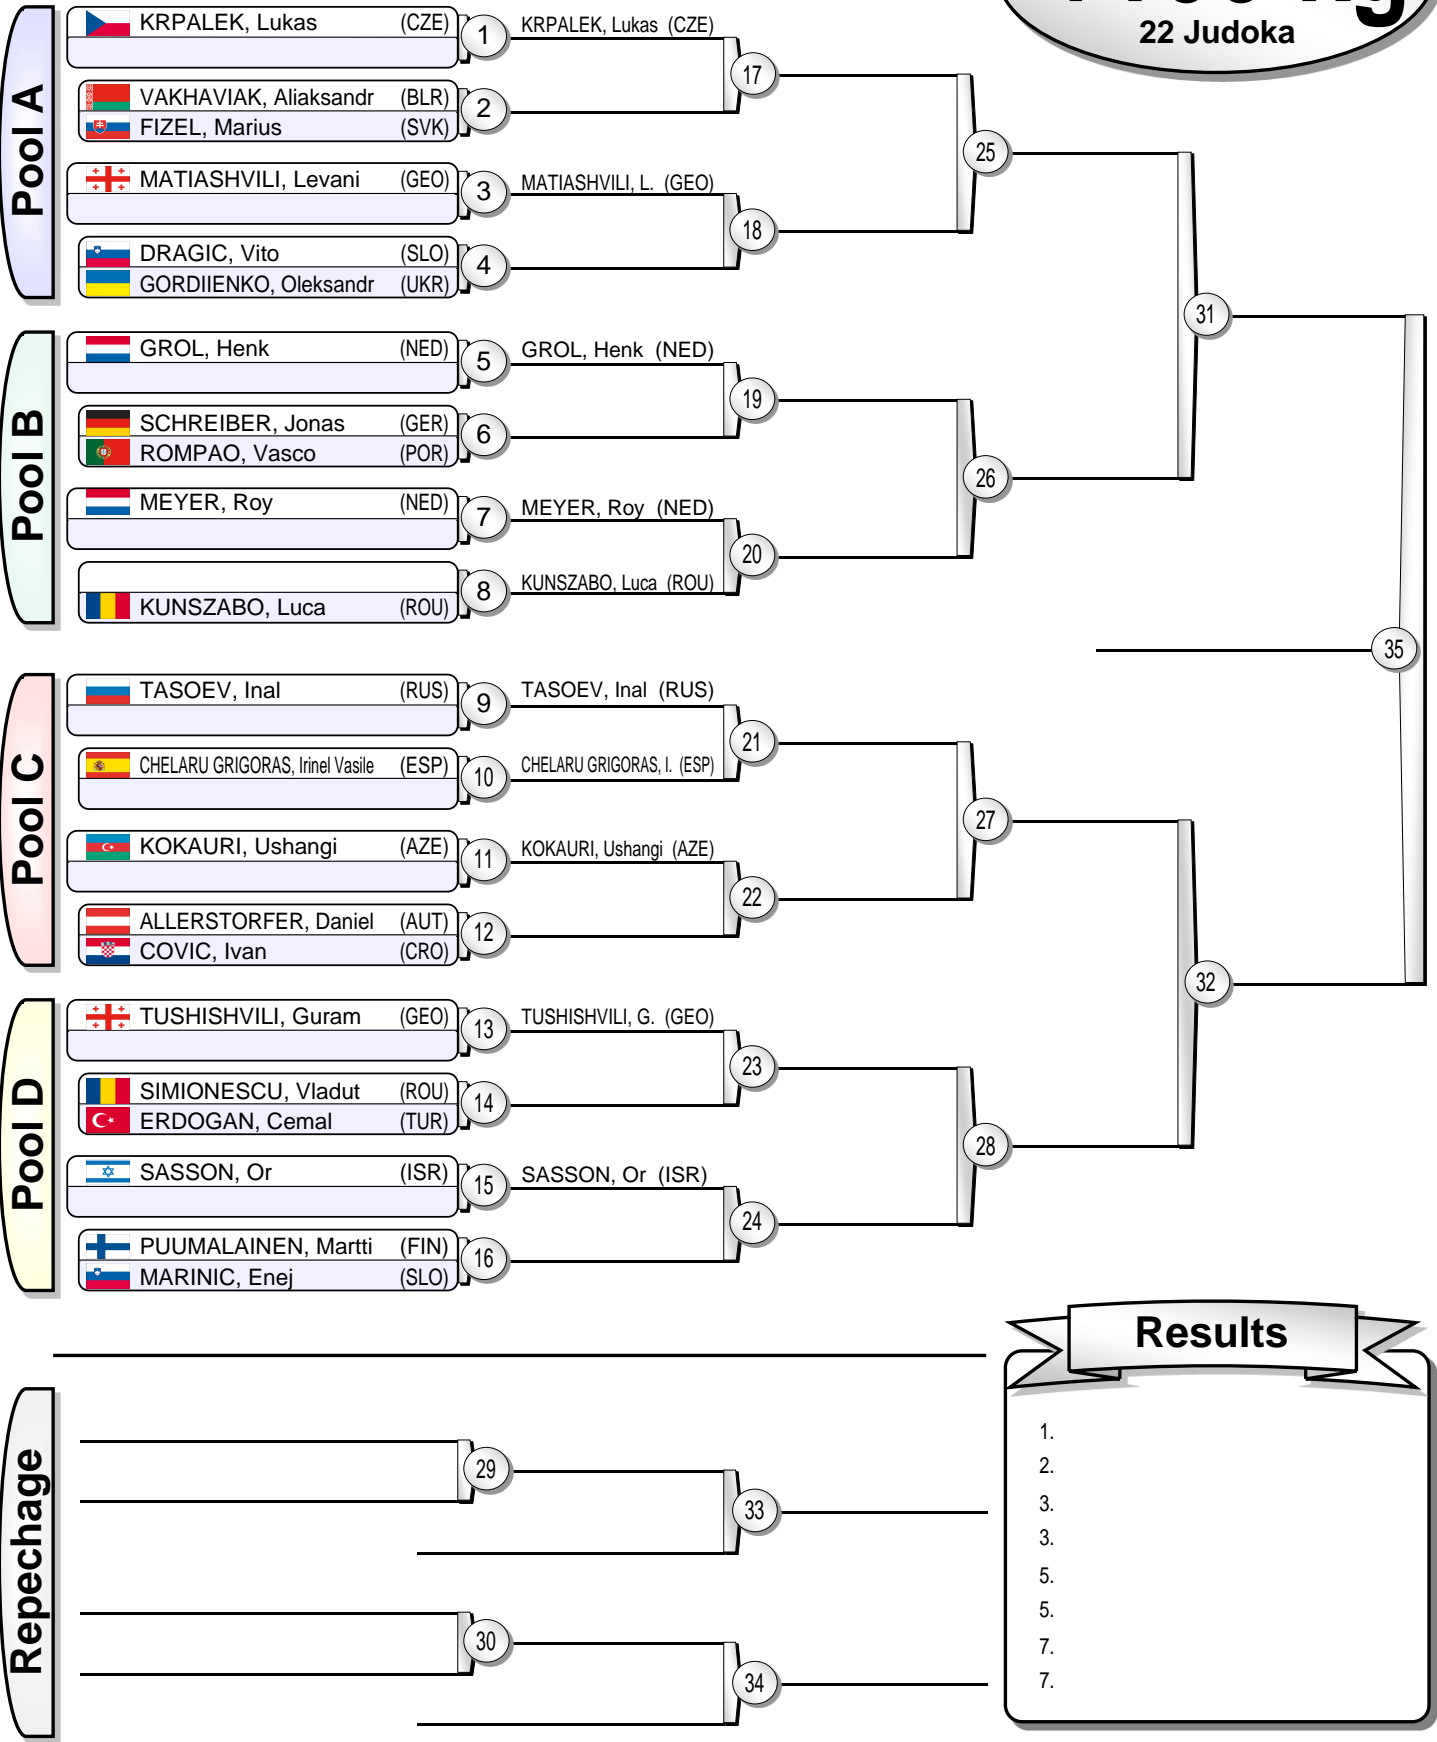 22 Judoka
Pool A
KRPALEK, Lukas (CZE) 1 KRPALEK, Lukas (CZE)
17
VAKHAVIAK, Aliaksandr (BLR) 2
FIZEL, Marius (SVK)
25
MATIASHVILI, Levani (GEO) 3 MATIASHVILI, L. (GEO)
18
DRAGIC, Vito (SLO) 4
GORDIIENKO, Oleksandr (UKR)
31
Pool B
GROL, Henk (NED) 5 GROL, Henk (NED)
19
SCHREIBER, Jonas (GER) 6
ROMPAO, Vasco (POR)
26
MEYER, Roy (NED) 7 MEYER, Roy (NED)
20
8 KUNSZABO, Luca (ROU)
KUNSZABO, Luca (ROU)
35
Pool C
TASOEV, Inal (RUS) 9 TASOEV, Inal (RUS)
21
CHELARU GRIGORAS, Irinel Vasile (ESP) 10 CHELARU GRIGORAS, I. (ESP)
27
KOKAURI, Ushangi (AZE) 11 KOKAURI, Ushangi (AZE)
22
ALLERSTORFER, Daniel (AUT) 12
COVIC, Ivan (CRO)
32
Pool D
TUSHISHVILI, Guram (GEO) 13 TUSHISHVILI, G. (GEO)
23
SIMIONESCU, Vladut (ROU) 14
ERDOGAN, Cemal (TUR)
28
SASSON, Or (ISR) 15 SASSON, Or (ISR)
24
PUUMALAINEN, Martti (FIN) 16
MARINIC, Enej (SLO)
Repechage
29
33
30
34
Results
1.
2.
3.
3.
5.
5.
7.
7.